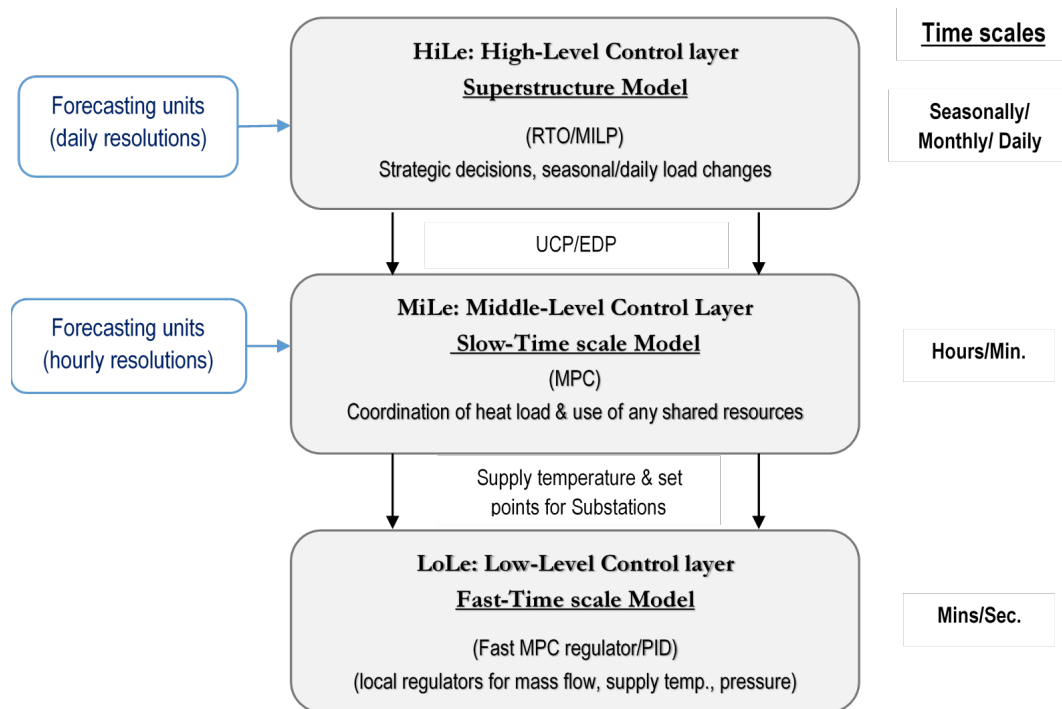 Time scales
HiLe: High-Level Control layer
Superstructure Model
(RTO/MILP)
Strategic decisions, seasonal/daily load changes
Forecasting units
(daily resolutions)
Seasonally/
Monthly/ Daily
UCP/EDP
MiLe: Middle-Level Control Layer
Slow-Time scale Model
(MPC)
Coordination of heat load & use of any shared resources
Forecasting units
(hourly resolutions)
Hours/Min.
Supply temperature & set
points for Substations
LoLe: Low-Level Control layer
Fast-Time scale Model
(Fast MPC regulator/PID)
(local regulators for mass flow, supply temp., pressure)
Mins/Sec.